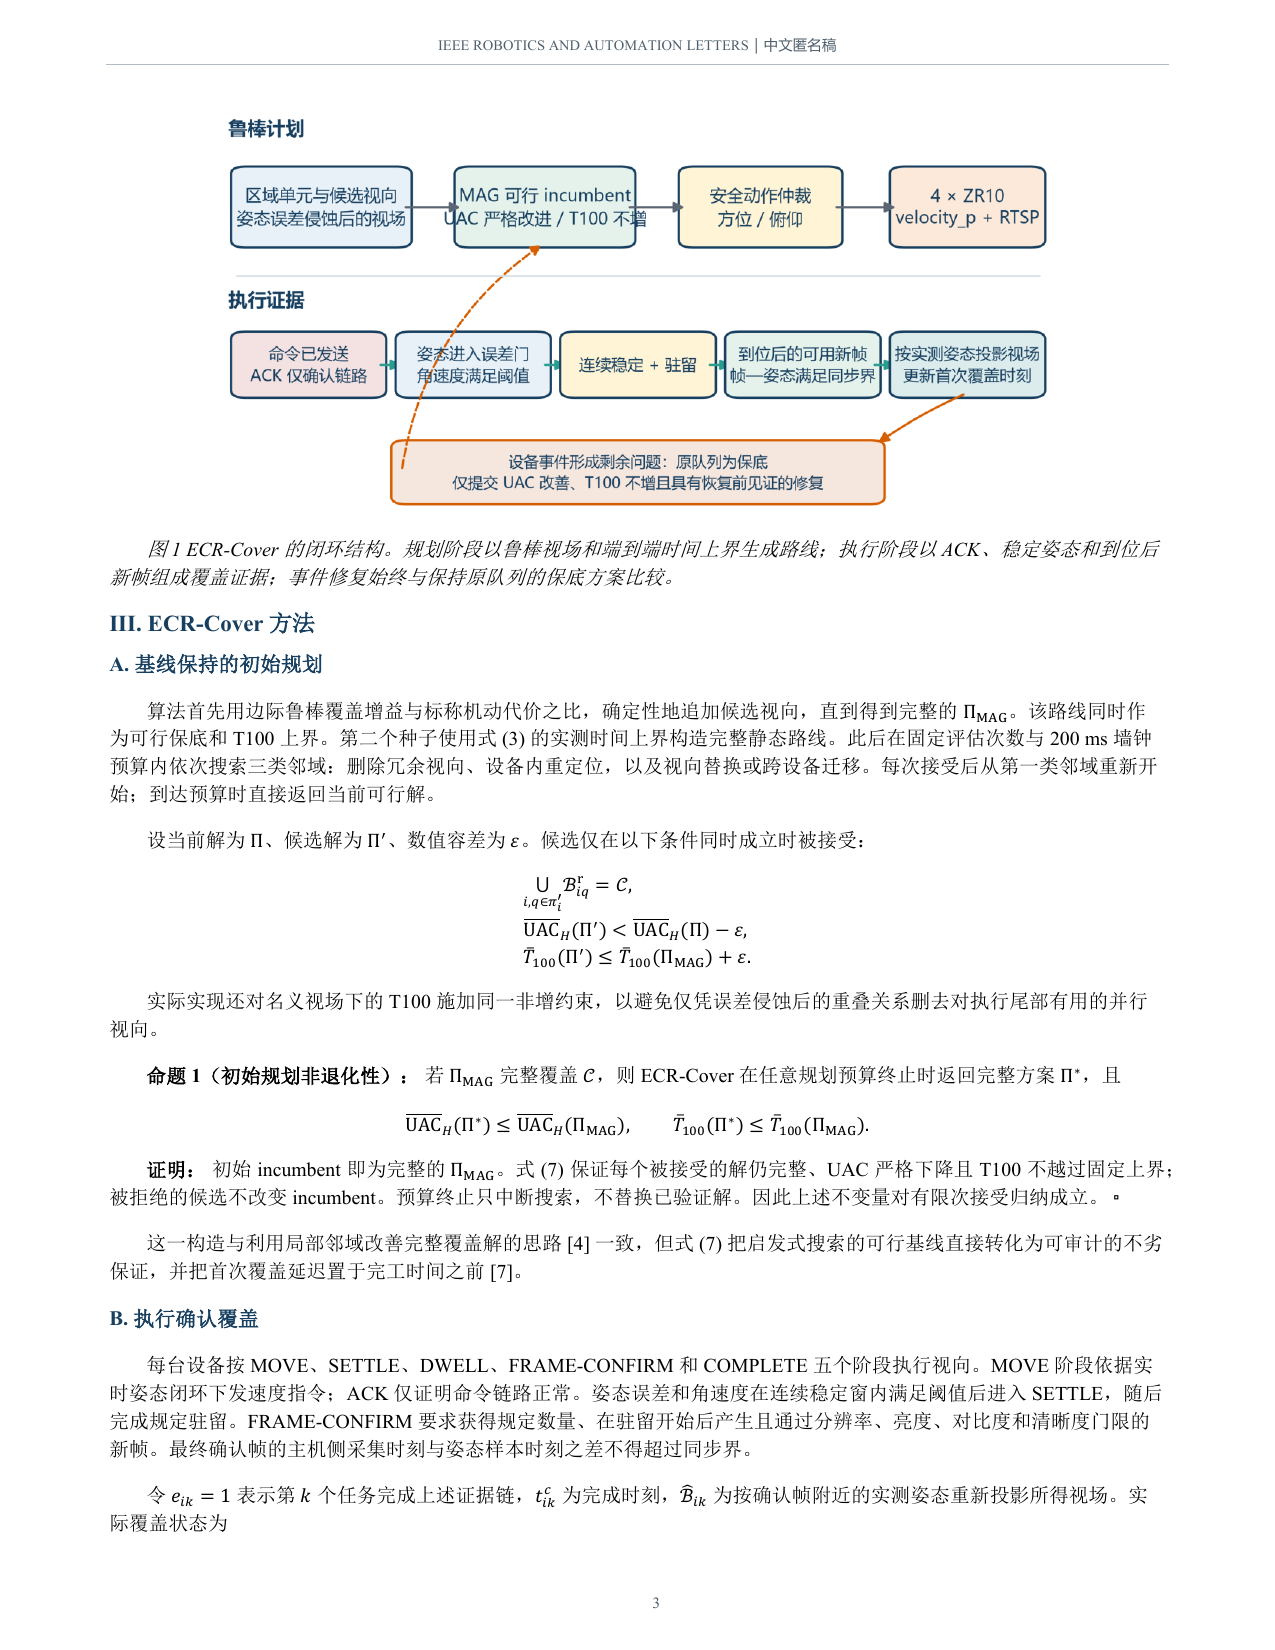 IEEE ROBOTICS AND AUTOMATION LETTERS | 中文匿名稿
鲁棒计划
区域单元与候选视向
姿态误差侵蚀后的视场
MAG 可行 incumbent
UAC 严格改进 / T100 不增
安全动作仲裁
方位 / 俯仰
4 × ZR10
velocity_p + RTSP
执行证据
命令已发送
ACK 仅确认链路
姿态进入误差门
角速度满足阈值
连续稳定 + 驻留
到位后的可用新帧
帧—姿态满足同步界
按实测姿态投影视场
更新首次覆盖时刻
设备事件形成剩余问题：原队列为保底
仅提交 UAC 改善、T100 不增且具有恢复前见证的修复
图 1 ECR-Cover 的闭环结构。规划阶段以鲁棒视场和端到端时间上界生成路线；执行阶段以 ACK、稳定姿态和到位后
新帧组成覆盖证据；事件修复始终与保持原队列的保底方案比较。
III. ECR-Cover 方法
A. 基线保持的初始规划
算法首先用边际鲁棒覆盖增益与标称机动代价之比，确定性地追加候选视向，直到得到完整的 Π_MAG。该路线同时作
为可行保底和 T100 上界。第二个种子使用式 (3) 的实测时间上界构造完整静态路线。此后在固定评估次数与 200 ms 墙钟
预算内依次搜索三类邻域：删除冗余视向、设备内重定位，以及视向替换或跨设备迁移。每次接受后从第一类邻域重新开
始；到达预算时直接返回当前可行解。
设当前解为 Π、候选解为 Π′、数值容差为 ε。候选仅在以下条件同时成立时被接受：
⋃_{i,q∈π′_i} ℬ^r_{iq} = 𝒞,
U̅A̅C̅_H(Π′) < U̅A̅C̅_H(Π) − ε,
T̄_100(Π′) ≤ T̄_100(Π_MAG) + ε.
实际实现还对名义视场下的 T100 施加同一非增约束，以避免仅凭误差侵蚀后的重叠关系删去对执行尾部有用的并行
视向。
命题 1（初始规划非退化性）： 若 Π_MAG 完整覆盖 𝒞，则 ECR-Cover 在任意规划预算终止时返回完整方案 Π*，且
U̅A̅C̅_H(Π*) ≤ U̅A̅C̅_H(Π_MAG), T̄_100(Π*) ≤ T̄_100(Π_MAG).
证明： 初始 incumbent 即为完整的 Π_MAG。式 (7) 保证每个被接受的解仍完整、UAC 严格下降且 T100 不越过固定上界；
被拒绝的候选不改变 incumbent。预算终止只中断搜索，不替换已验证解。因此上述不变量对有限次接受归纳成立。▫
这一构造与利用局部邻域改善完整覆盖解的思路 [4] 一致，但式 (7) 把启发式搜索的可行基线直接转化为可审计的不劣
保证，并把首次覆盖延迟置于完工时间之前 [7]。
B. 执行确认覆盖
每台设备按 MOVE、SETTLE、DWELL、FRAME-CONFIRM 和 COMPLETE 五个阶段执行视向。MOVE 阶段依据实
时姿态闭环下发速度指令；ACK 仅证明命令链路正常。姿态误差和角速度在连续稳定窗内满足阈值后进入 SETTLE，随后
完成规定驻留。FRAME-CONFIRM 要求获得规定数量、在驻留开始后产生且通过分辨率、亮度、对比度和清晰度门限的
新帧。最终确认帧的主机侧采集时刻与姿态样本时刻之差不得超过同步界。
令 e_{ik} = 1 表示第 k 个任务完成上述证据链，t^c_{ik} 为完成时刻，ℬ̂_{ik} 为按确认帧附近的实测姿态重新投影所得视场。实
际覆盖状态为
3